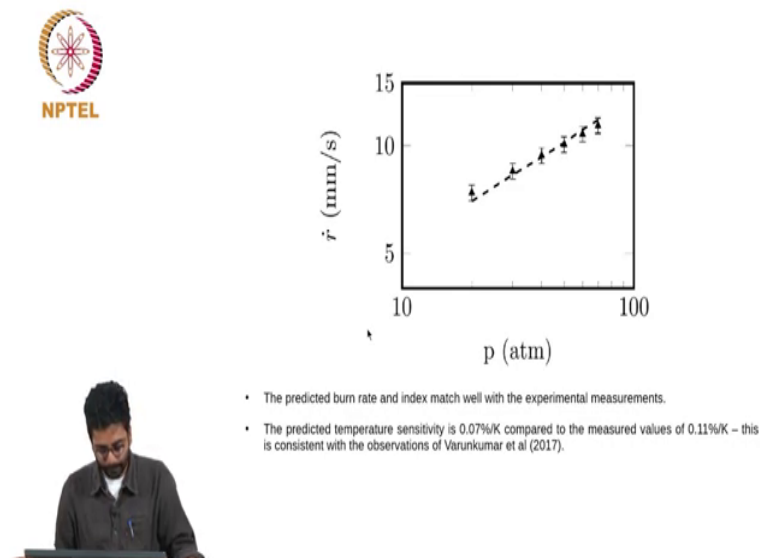 NPTEL
15
10
5
ṙ (mm/s)
10
100
p (atm)
• The predicted burn rate and index match well with the experimental measurements.
• The predicted temperature sensitivity is 0.07%/K compared to the measured values of 0.11%/K – this
is consistent with the observations of Varunkumar et al (2017).